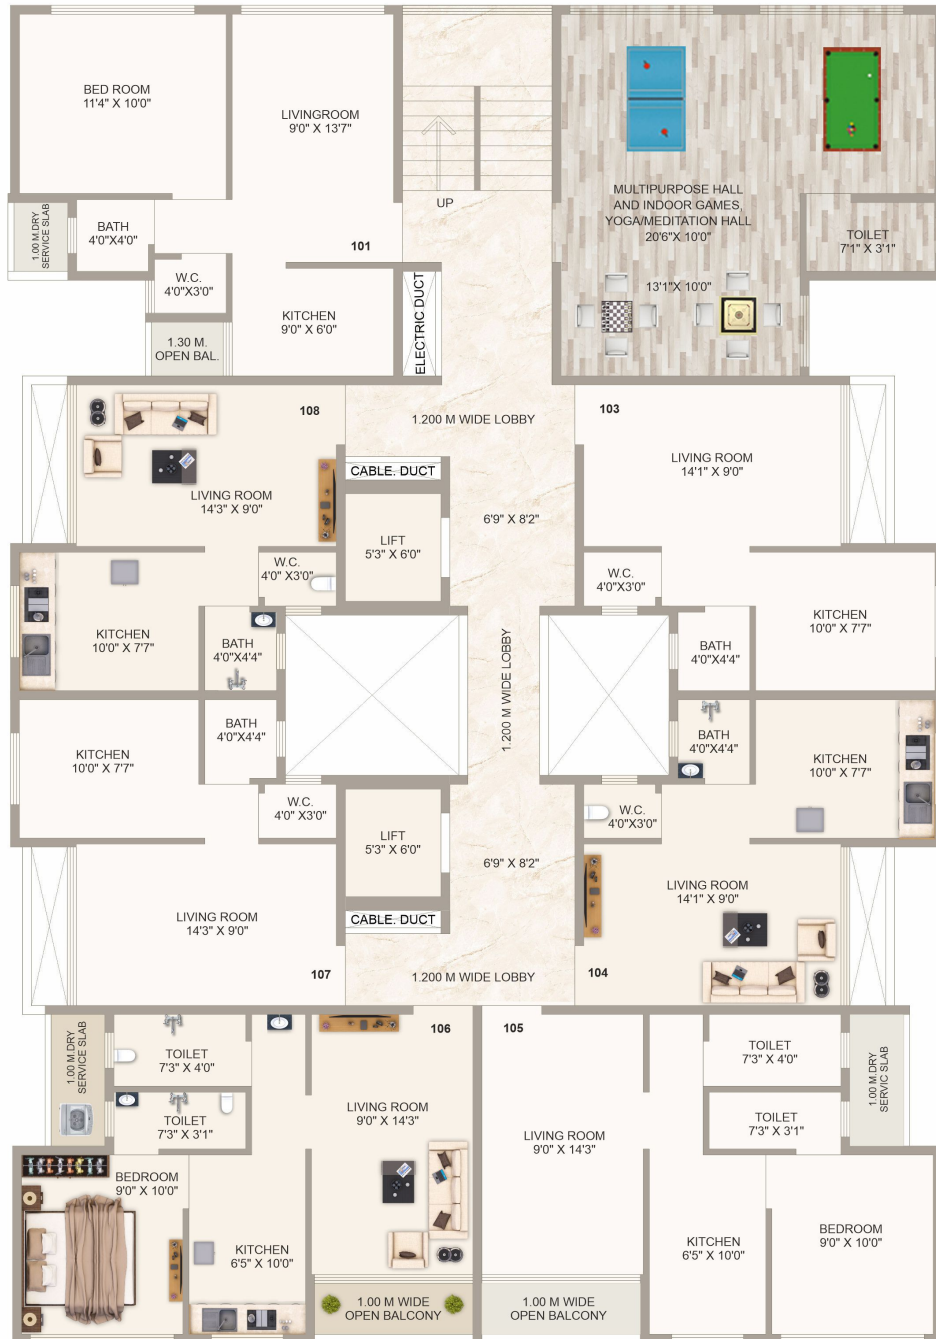 BED ROOM
11'4" X 10'0"
LIVINGROOM
9'0" X 13'7"
UP
MULTIPURPOSE HALL
AND INDOOR GAMES,
YOGA/MEDITATION HALL
20'6"X 10'0"
TOILET
7'1" X 3'1"
1.00 M.DRY
SERVICE SLAB
BATH
4'0"X4'0"
101
W.C.
4'0"X3'0"
13'1"X 10'0"
KITCHEN
9'0" X 6'0"
ELECTRIC DUCT
1.30 M.
OPEN BAL.
108
1.200 M WIDE LOBBY
103
CABLE. DUCT
LIVING ROOM
14'1" X 9'0"
LIVING ROOM
14'3" X 9'0"
6'9" X 8'2"
LIFT
5'3" X 6'0"
W.C.
4'0" X3'0"
W.C.
4'0"X3'0"
KITCHEN
10'0" X 7'7"
KITCHEN
10'0" X 7'7"
BATH
4'0"X4'4"
BATH
4'0"X4'4"
1.200 M WIDE LOBBY
BATH
4'0"X4'4"
BATH
4'0"X4'4"
KITCHEN
10'0" X 7'7"
KITCHEN
10'0" X 7'7"
W.C.
4'0" X3'0"
W.C.
4'0"X3'0"
LIFT
5'3" X 6'0"
6'9" X 8'2"
LIVING ROOM
14'1" X 9'0"
LIVING ROOM
14'3" X 9'0"
CABLE. DUCT
107
1.200 M WIDE LOBBY
104
106
105
1.00 M.DRY
SERVICE SLAB
TOILET
7'3" X 4'0"
TOILET
7'3" X 4'0"
1.00 M.DRY
SERVIC SLAB
LIVING ROOM
9'0" X 14'3"
TOILET
7'3" X 3'1"
TOILET
7'3" X 3'1"
LIVING ROOM
9'0" X 14'3"
BEDROOM
9'0" X 10'0"
BEDROOM
9'0" X 10'0"
KITCHEN
6'5" X 10'0"
KITCHEN
6'5" X 10'0"
1.00 M WIDE
OPEN BALCONY
1.00 M WIDE
OPEN BALCONY